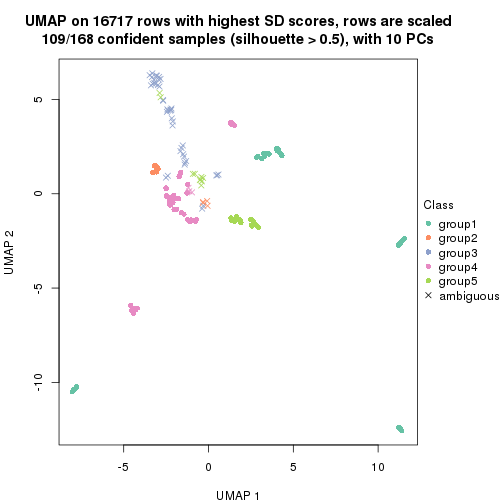 UMAP on 16717 rows with highest SD scores, rows are scaled
109/168 confident samples (silhouette > 0.5), with 10 PCs
5
0
-5
-10
UMAP 2
-5
0
5
10
UMAP 1
Class
group1
group2
group3
group4
group5
ambiguous